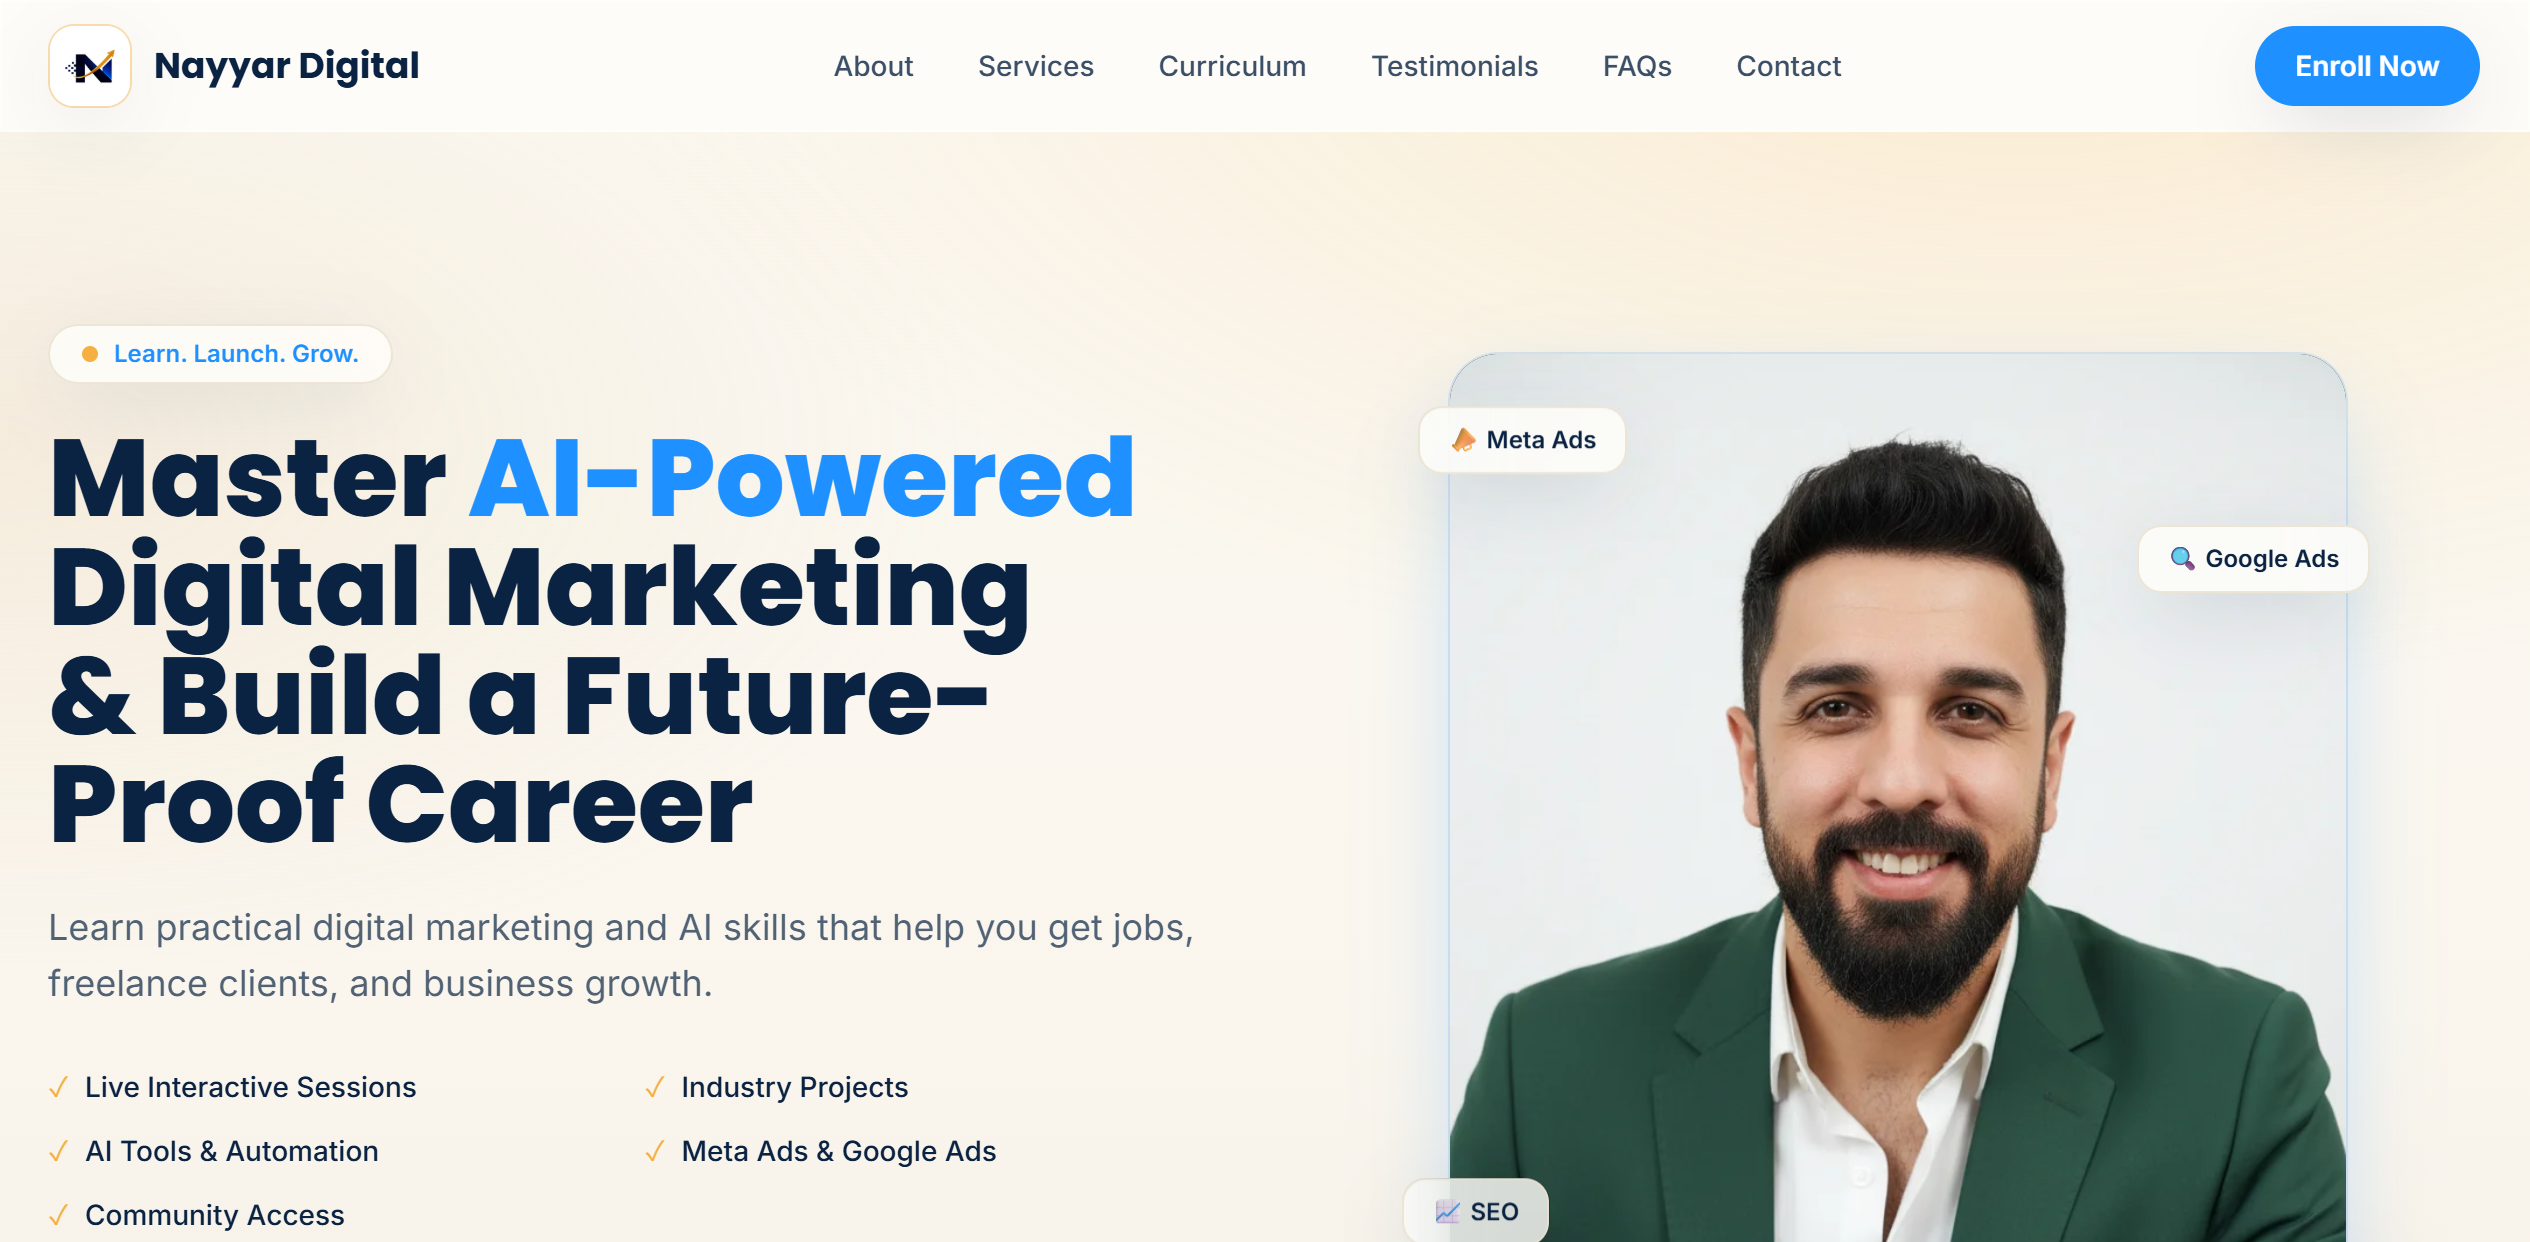 Nayyar Digital
About
Services
Curriculum
Testimonials
FAQs
Contact
Enroll Now
Learn. Launch. Grow.
Master AI-Powered
Digital Marketing
& Build a Future-
Proof Career
Learn practical digital marketing and AI skills that help you get jobs,
freelance clients, and business growth.
✓ Live Interactive Sessions
✓ Industry Projects
✓ AI Tools & Automation
✓ Meta Ads & Google Ads
✓ Community Access
Meta Ads
Google Ads
SEO